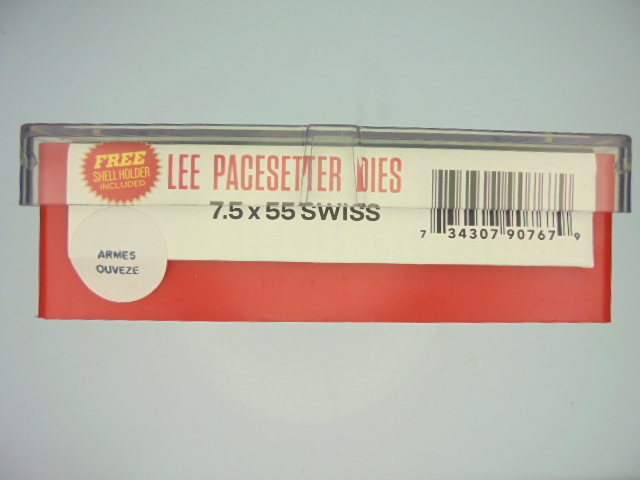 FREE
SHELL HOLDER
INCLUDED
LEE PACESETTER DIES
7.5 x 55 SWISS
7 34307 90767 9
ARMES
OUVEZE